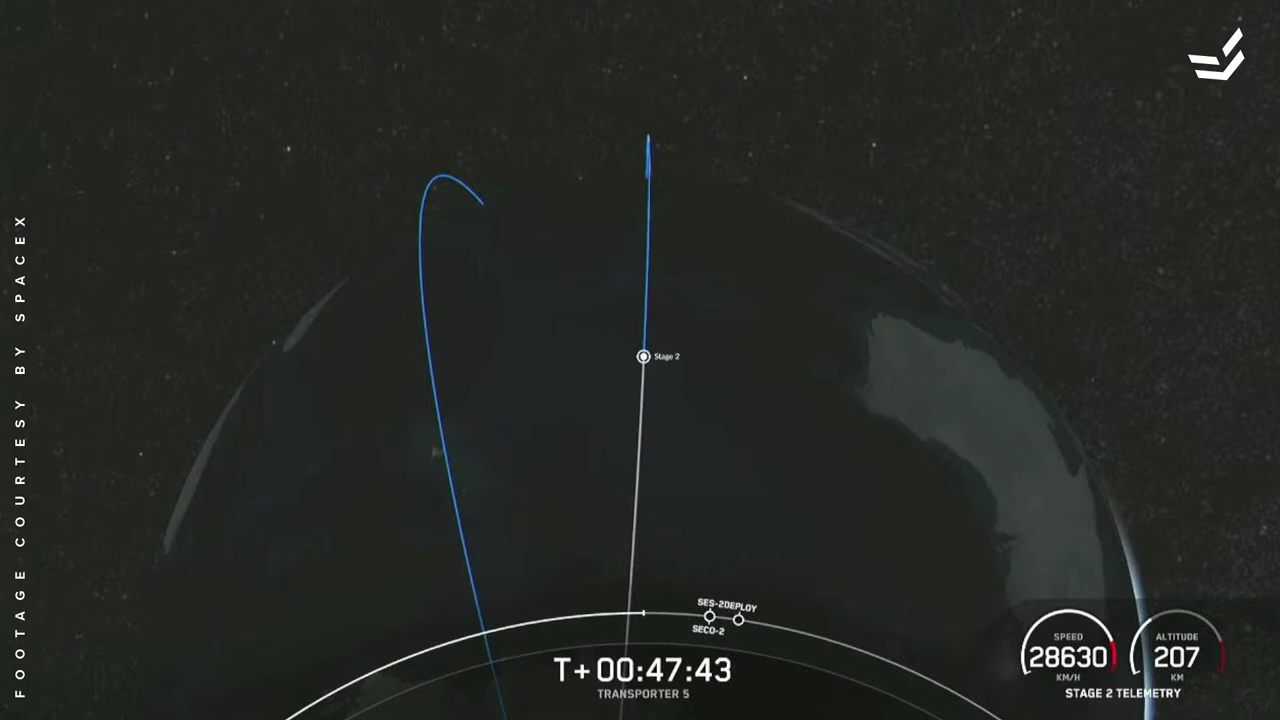 FOOTAGE COURTESY BY SPACEX
Stage 2
SES-2 DEPLOY
SECO-2
T+00:47:43
TRANSPORTER 5
SPEED
28630
KM/H
ALTITUDE
207
KM
STAGE 2 TELEMETRY